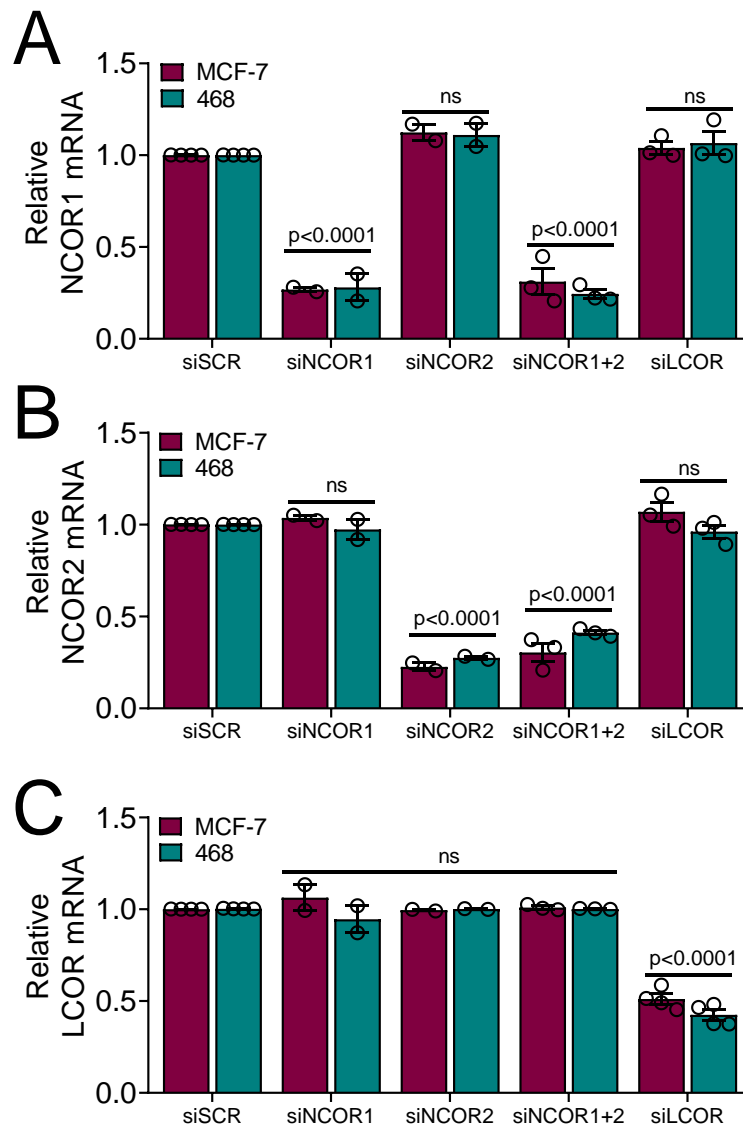 A
Relative
NCOR1 mRNA
1.5
1.0
0.5
0.0
MCF-7
468
ns
ns
p<0.0001
p<0.0001
siSCR
siNCOR1
siNCOR2
siNCOR1+2
siLCOR
B
Relative
NCOR2 mRNA
1.5
1.0
0.5
0.0
MCF-7
468
ns
ns
p<0.0001
p<0.0001
siSCR
siNCOR1
siNCOR2
siNCOR1+2
siLCOR
C
Relative
LCOR mRNA
1.5
1.0
0.5
0.0
MCF-7
468
ns
p<0.0001
siSCR
siNCOR1
siNCOR2
siNCOR1+2
siLCOR